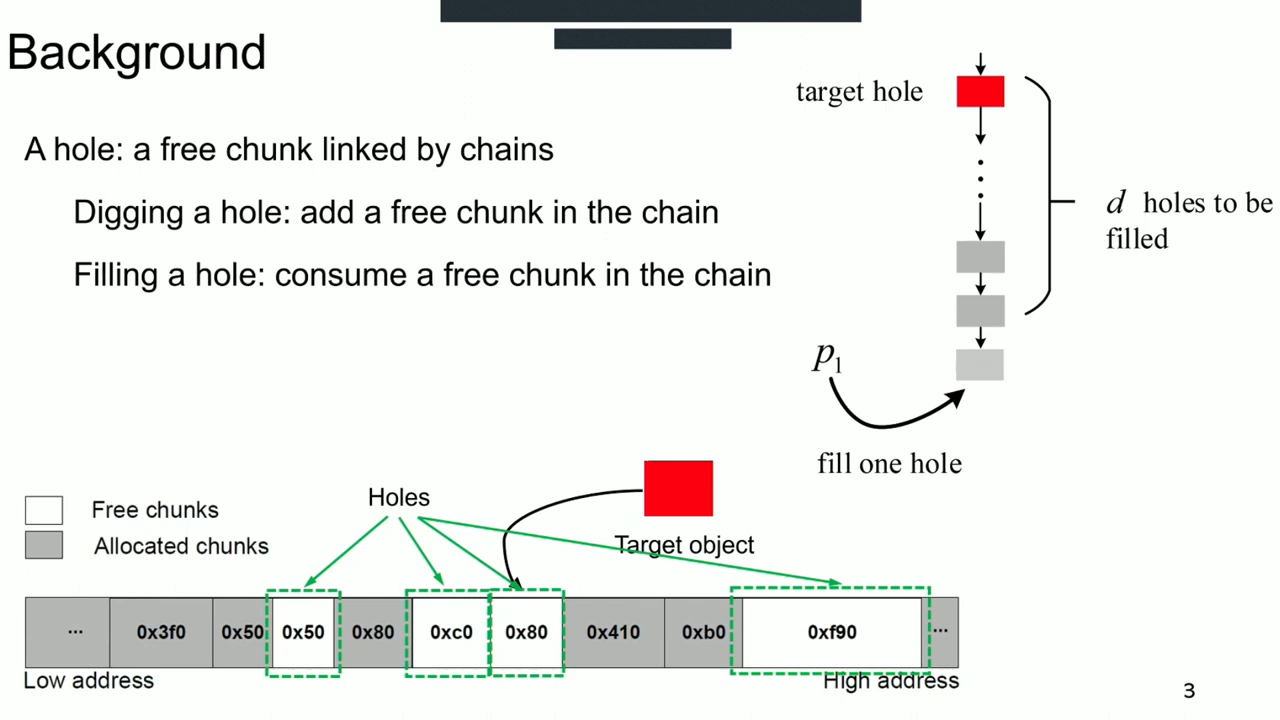 Background
A hole: a free chunk linked by chains
Digging a hole: add a free chunk in the chain
Filling a hole: consume a free chunk in the chain
target hole
d holes to be
filled
p1
fill one hole
Free chunks
Allocated chunks
Holes
Target object
... 0x3f0 0x50 0x50 0x80 0xc0 0x80 0x410 0xb0 0xf90 ...
Low address
High address
3